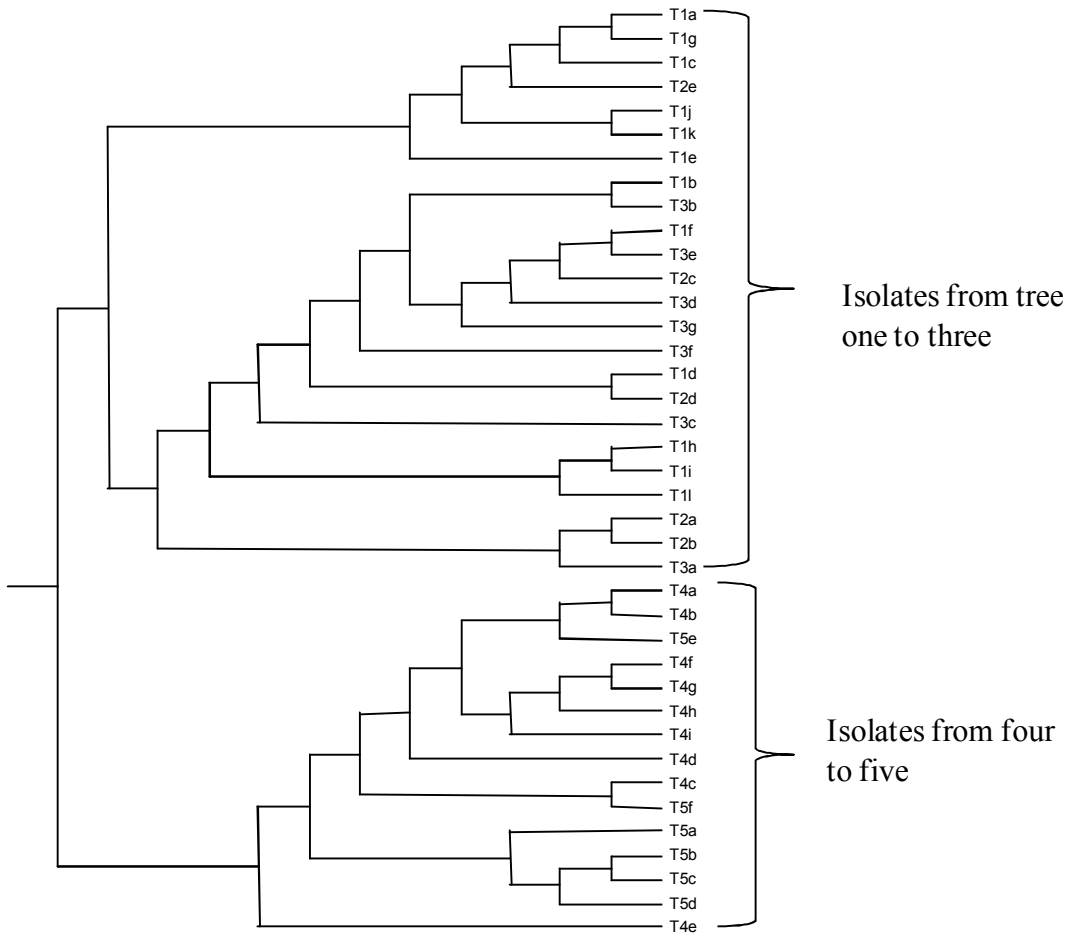 T1a
T1g
T1c
T2e
T1j
T1k
T1e
T1b
T3b
T1f
T3e
T2c
T3d
T3g
T3f
T1d
T2d
T3c
T1h
T1i
T1l
T2a
T2b
T3a
Isolates from tree
one to three
T4a
T4b
T5e
T4f
T4g
T4h
T4i
T4d
T4c
T5f
T5a
T5b
T5c
T5d
T4e
Isolates from four
to five